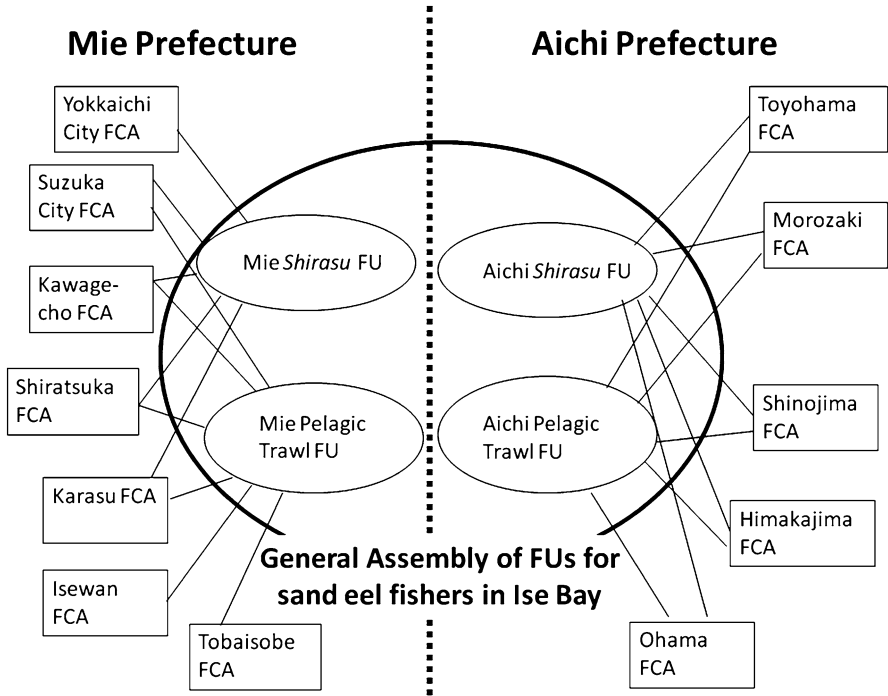 Mie Prefecture
Aichi Prefecture
Yokkaichi
City FCA
Suzuka
City FCA
Kawage-
cho FCA
Shiratsuka
FCA
Karasu FCA
Isewan
FCA
Tobaisobe
FCA
Mie Shirasu FU
Mie Pelagic
Trawl FU
Aichi Shirasu FU
Aichi Pelagic
Trawl FU
Toyohama
FCA
Morozaki
FCA
Shinojima
FCA
Himakajima
FCA
Ohama
FCA
General Assembly of FUs for
sand eel fishers in Ise Bay